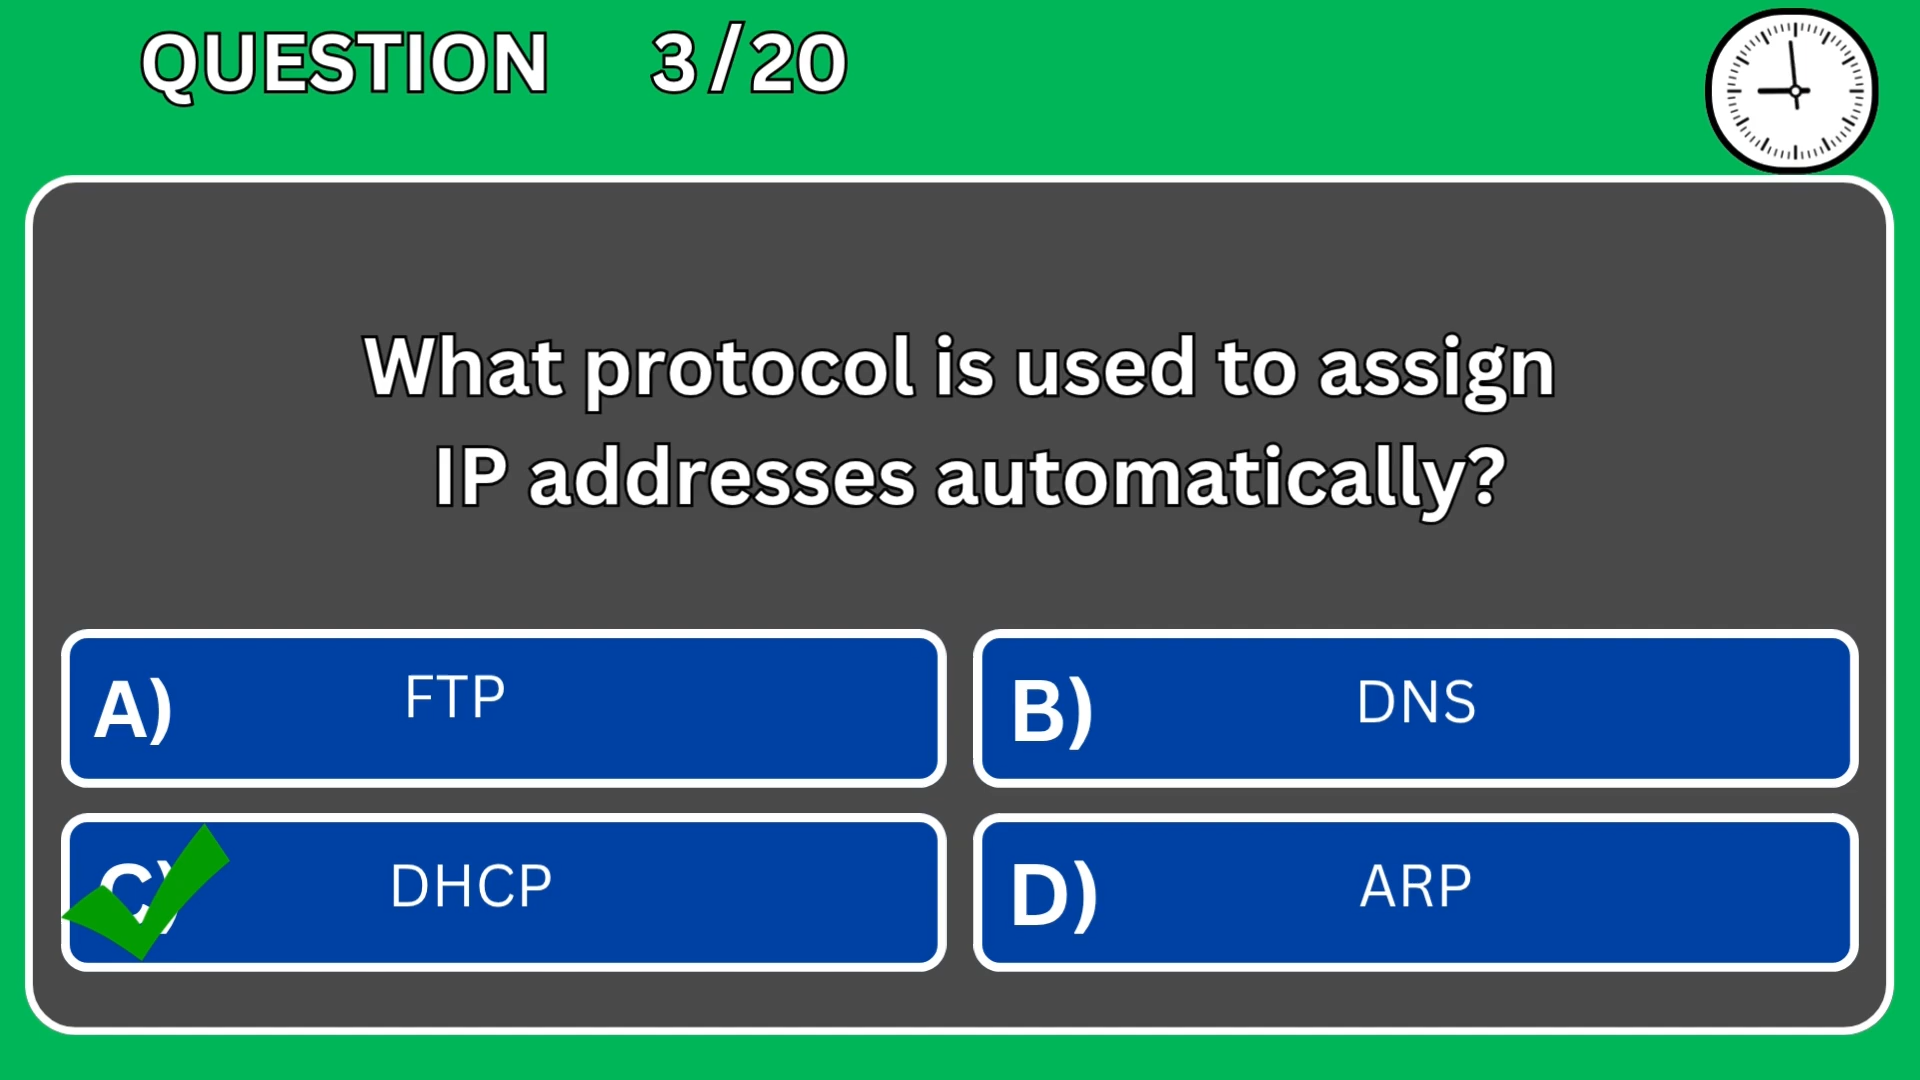 QUESTION 3/20
What protocol is used to assign
IP addresses automatically?
A) FTP
B) DNS
C) DHCP
D) ARP